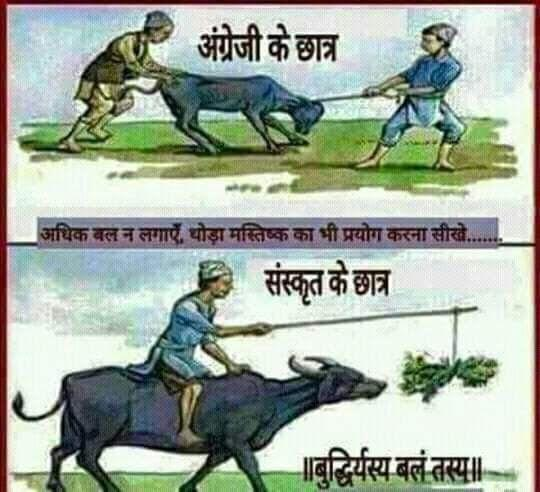 अंग्रेजी के छात्र
अधिक बल न लगाएँ, थोड़ा मस्तिष्क का भी प्रयोग करना सीखे.......
संस्कृत के छात्र
॥बुद्धिर्यस्य बलं तस्य॥